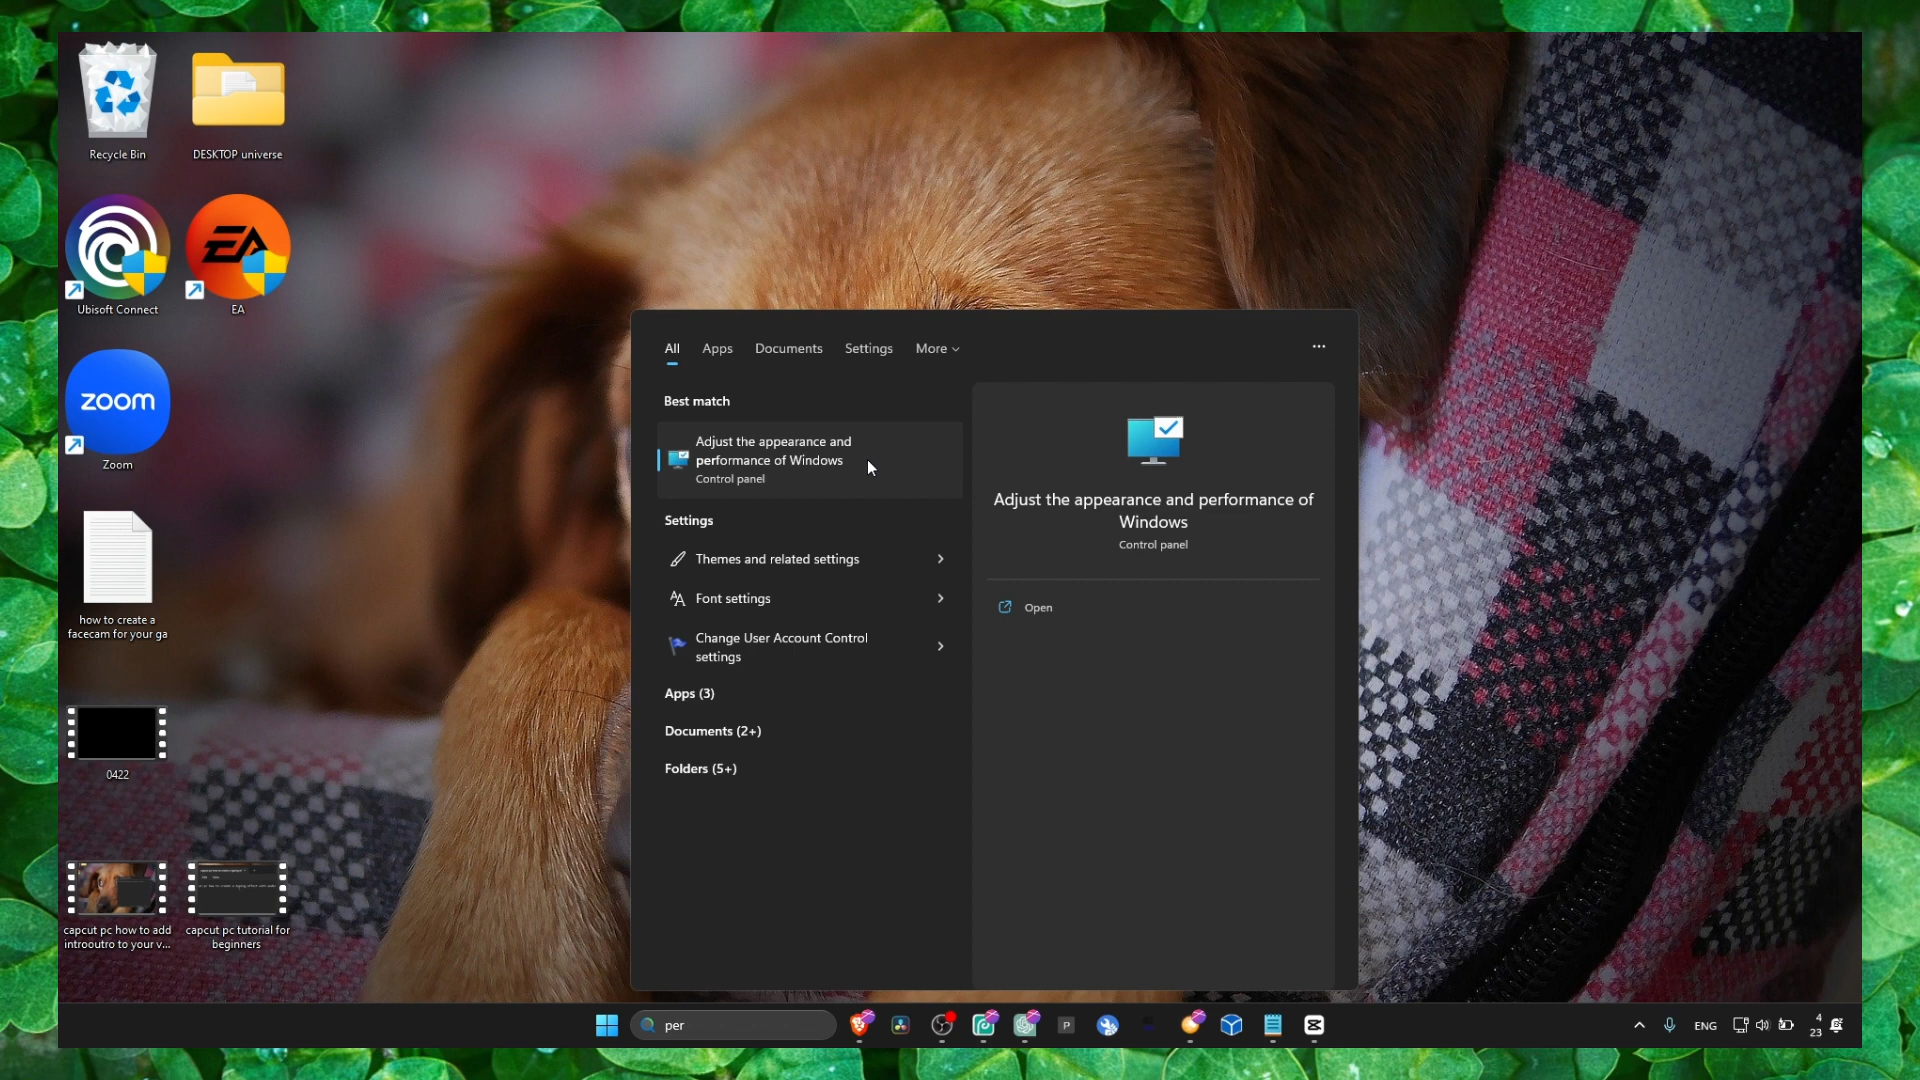 Recycle Bin
DESKTOP universe
Ubisoft Connect
EA
EA
zoom
Zoom
how to create a
facecam for your ga
0422
capcut pc how to add
introoutro to your v...
capcut pc tutorial for
beginners
All
Apps
Documents
Settings
More
Best match
Adjust the appearance and
performance of Windows
Control panel
Settings
Themes and related settings
Font settings
Change User Account Control
settings
Apps (3)
Documents (2+)
Folders (5+)
Adjust the appearance and performance of
Windows
Control panel
Open
per
P
ENG
4
23